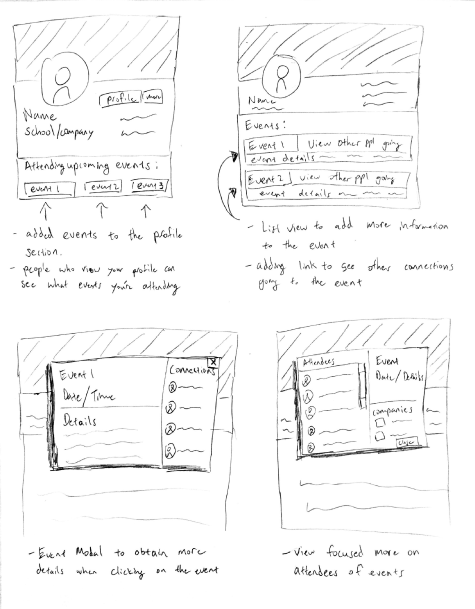 profile
more
Name
School/company
Attending upcoming events:
event 1
event 2
event 3
- added events to the profile
section.
- people who view your profile can
see what events you're attending
Name
Events:
Event 1
View other ppl going
event details
Event 2
View other ppl going
event details
- List view to add more information
to the event
- adding link to see other connections
going to the event
X
Event 1
Connections
Date/Time
Details
- Event Modal to obtain more
details when clicking on the event
Attendees
Event
Date/Details
Companies
- View focused more on
attendees of events